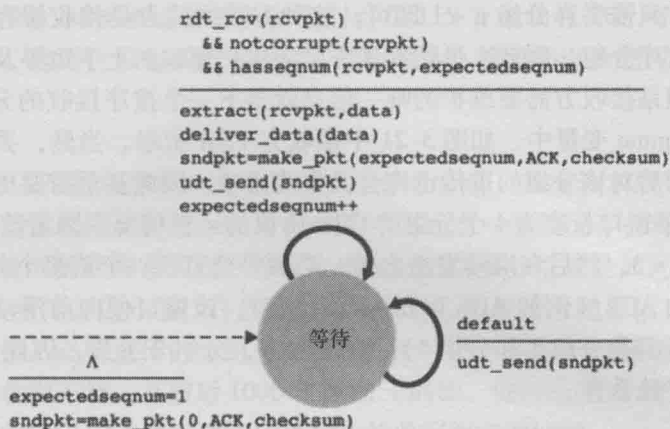 rdt_rcv(rcvpkt)
&& notcorrupt(rcvpkt)
&& hasseqnum(rcvpkt,expectedseqnum)
extract(rcvpkt,data)
deliver_data(data)
sndpkt=make_pkt(expectedseqnum,ACK,checksum)
udt_send(sndpkt)
expectedseqnum++
等待
default
udt_send(sndpkt)
Λ
expectedseqnum=1
sndpkt=make_pkt(0,ACK,checksum)